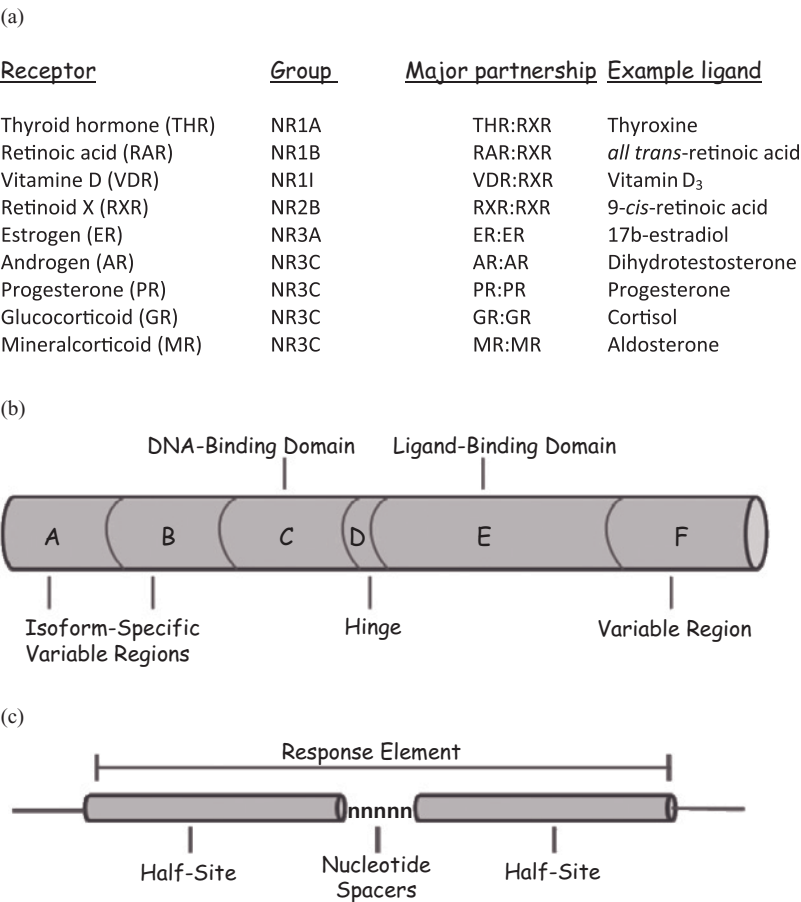 (a)
Receptor Group Major partnership Example ligand
Thyroid hormone (THR) NR1A THR:RXR Thyroxine
Retinoic acid (RAR) NR1B RAR:RXR all trans-retinoic acid
Vitamine D (VDR) NR1I VDR:RXR Vitamin D₃
Retinoid X (RXR) NR2B RXR:RXR 9-cis-retinoic acid
Estrogen (ER) NR3A ER:ER 17b-estradiol
Androgen (AR) NR3C AR:AR Dihydrotestosterone
Progesterone (PR) NR3C PR:PR Progesterone
Glucocorticoid (GR) NR3C GR:GR Cortisol
Mineralcorticoid (MR) NR3C MR:MR Aldosterone
(b)
DNA-Binding Domain Ligand-Binding Domain
A B C D E F
Isoform-Specific Hinge Variable Region
Variable Regions
(c)
Response Element
nnnnn
Half-Site Nucleotide Half-Site
Spacers